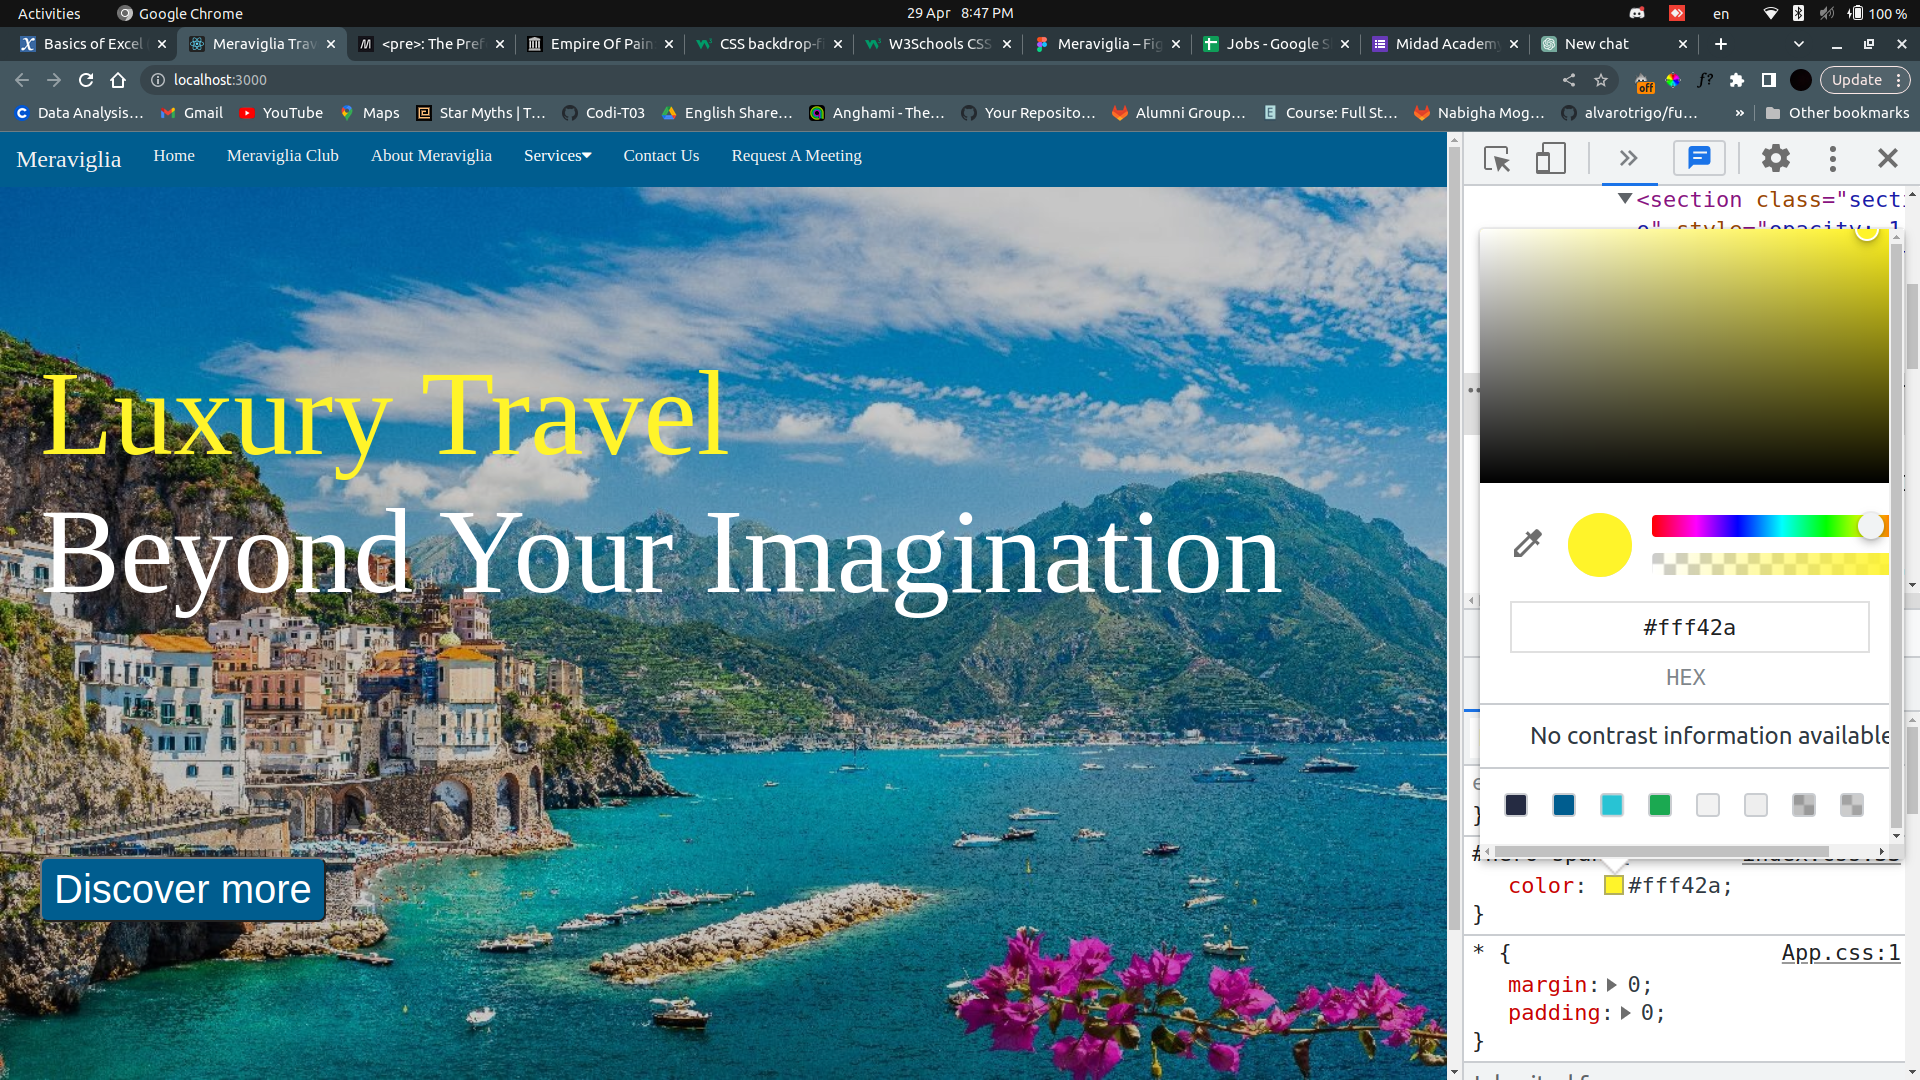 Activities
Google Chrome
29 Apr 8:47 PM
en
100 %
Basics of Excel
Meraviglia Trav
<pre>: The Pref
Empire Of Pain
CSS backdrop-fi
W3Schools CSS
Meraviglia – Fig
Jobs - Google S
Midad Academy
New chat
localhost:3000
off
f?
Update
Data Analysis…
Gmail
YouTube
Maps
Star Myths | T…
Codi-T03
English Share…
Anghami - The…
Your Reposito…
Alumni Group…
Course: Full St…
Nabigha Mog…
alvarotrigo/fu…
»
Other bookmarks
Meraviglia
Home
Meraviglia Club
About Meraviglia
Services
Contact Us
Request A Meeting
Luxury Travel
Beyond Your Imagination
Discover more
<section class="secti
#fff42a
HEX
No contrast information available
}
color: #fff42a;
}
* {
App.css:1
margin: 0;
padding: 0;
}